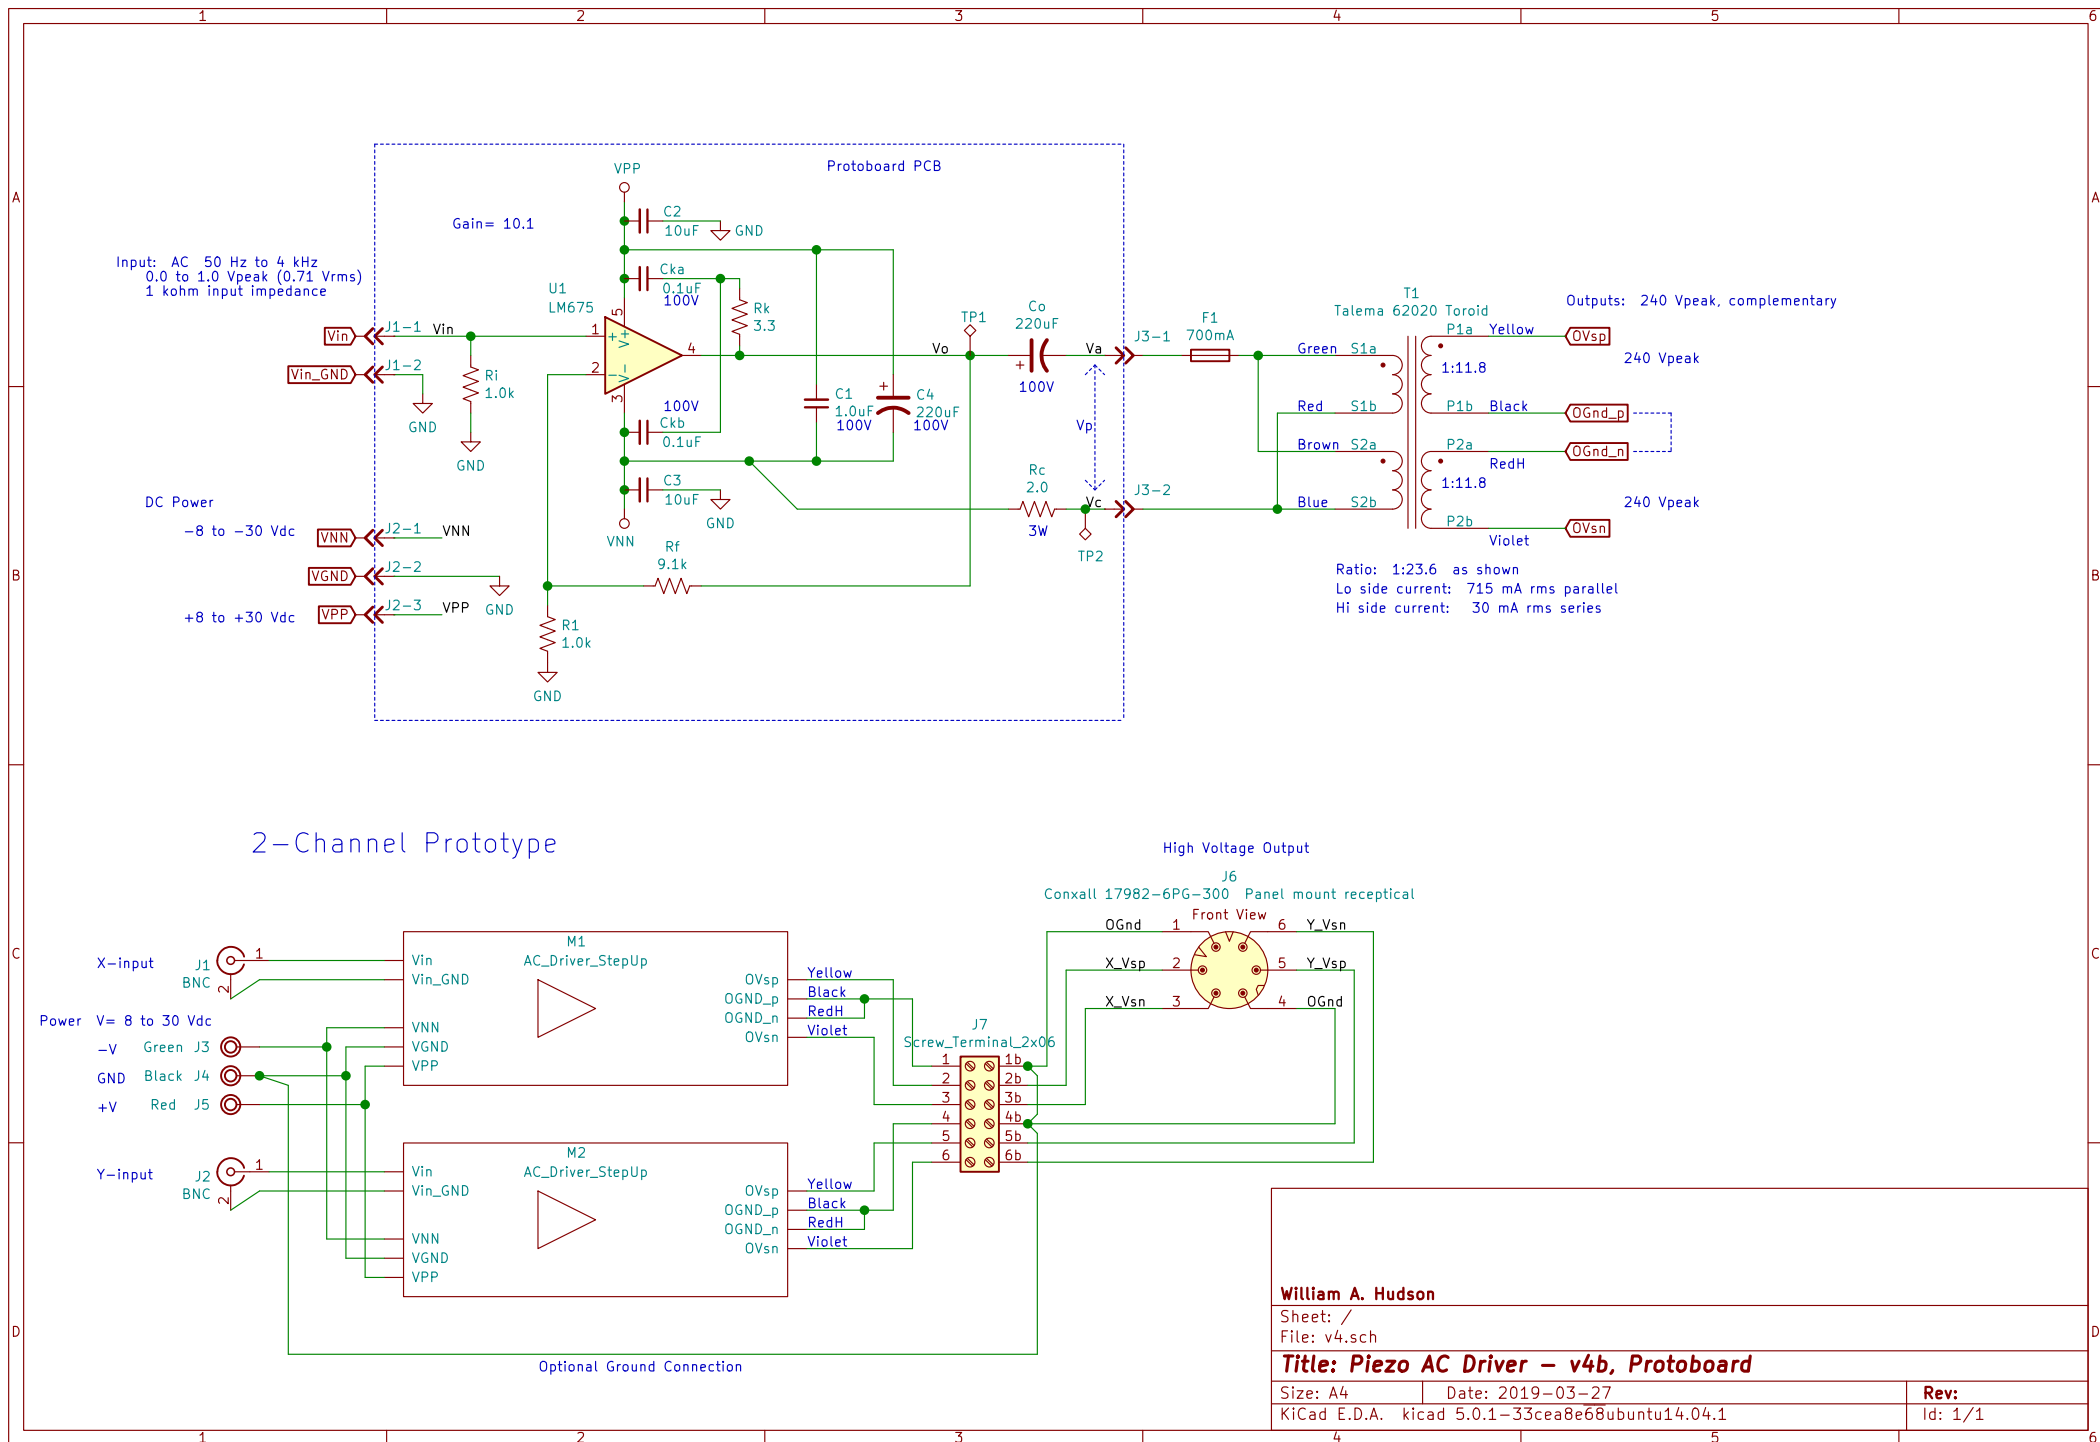 1 2 3 4 5 6
A
A
Protoboard PCB
VPP
Gain= 10.1
C2
10uF
GND
Input:  AC  50 Hz to 4 kHz
0.0 to 1.0 Vpeak (0.71 Vrms)
1 kohm input impedance
Cka
0.1uF
100V
U1
LM675
Rk
3.3
5
V+
1
+
2
-
4
V-
3
Vin
J1-1
Vin
Vin_GND
J1-2
GND
Ri
1.0k
GND
100V
Ckb
0.1uF
C3
10uF
GND
VNN
C1
1.0uF
100V
+
C4
220uF
100V
Vo
TP1
Co
220uF
+
100V
Va
J3-1
Vp
Rc
2.0
3W
Vc
J3-2
TP2
F1
700mA
T1
Talema 62020 Toroid
Green
S1a
Red
S1b
Brown
S2a
Blue
S2b
P1a
Yellow
1:11.8
P1b
Black
P2a
RedH
1:11.8
P2b
Violet
Outputs:  240 Vpeak, complementary
OVsp
240 Vpeak
OGnd_p
OGnd_n
240 Vpeak
OVsn
Ratio:  1:23.6  as shown
Lo side current:  715 mA rms parallel
Hi side current:   30 mA rms series
DC Power
-8 to -30 Vdc
VNN
J2-1
VNN
VGND
J2-2
GND
+8 to +30 Vdc
VPP
J2-3
VPP
Rf
9.1k
R1
1.0k
GND
B
B
2-Channel Prototype
High Voltage Output
J6
Conxall 17982-6PG-300  Panel mount receptical
Front View
OGnd
1
6
Y_Vsn
X_Vsp
2
5
Y_Vsp
X_Vsn
3
4
OGnd
C
C
X-input
J1
BNC
1
2
M1
AC_Driver_StepUp
Vin
Vin_GND
VNN
VGND
VPP
OVsp
OGND_p
OGND_n
OVsn
Yellow
Black
RedH
Violet
Power  V= 8 to 30 Vdc
-V
Green J3
GND
Black J4
+V
Red J5
J7
Screw_Terminal_2x06
1
1b
2
2b
3
3b
4
4b
5
5b
6
6b
Y-input
J2
BNC
1
2
M2
AC_Driver_StepUp
Vin
Vin_GND
VNN
VGND
VPP
OVsp
OGND_p
OGND_n
OVsn
Yellow
Black
RedH
Violet
Optional Ground Connection
D
D
William A. Hudson
Sheet: /
File: v4.sch
Title: Piezo AC Driver - v4b, Protoboard
Size: A4
Date: 2019-03-27
Rev:
KiCad E.D.A.  kicad 5.0.1-33cea8e68ubuntu14.04.1
Id: 1/1
1 2 3 4 5 6